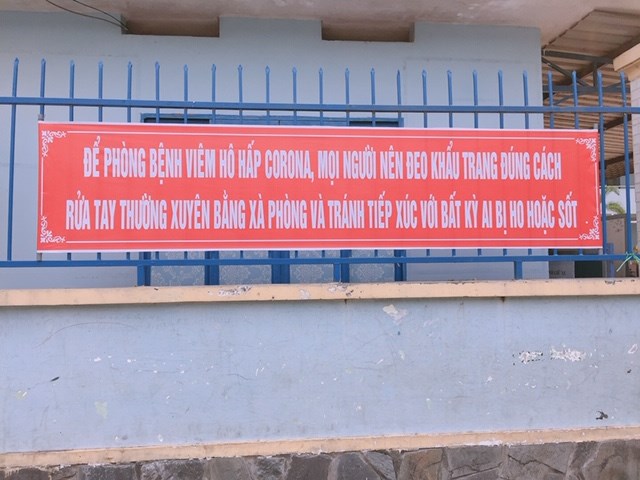 ĐỂ PHÒNG BỆNH VIÊM HÔ HẤP CORONA, MỌI NGƯỜI NÊN ĐEO KHẨU TRANG ĐÚNG CÁCH
RỬA TAY THƯỜNG XUYÊN BẰNG XÀ PHÒNG VÀ TRÁNH TIẾP XÚC VỚI BẤT KỲ AI BỊ HO HOẶC SỐT